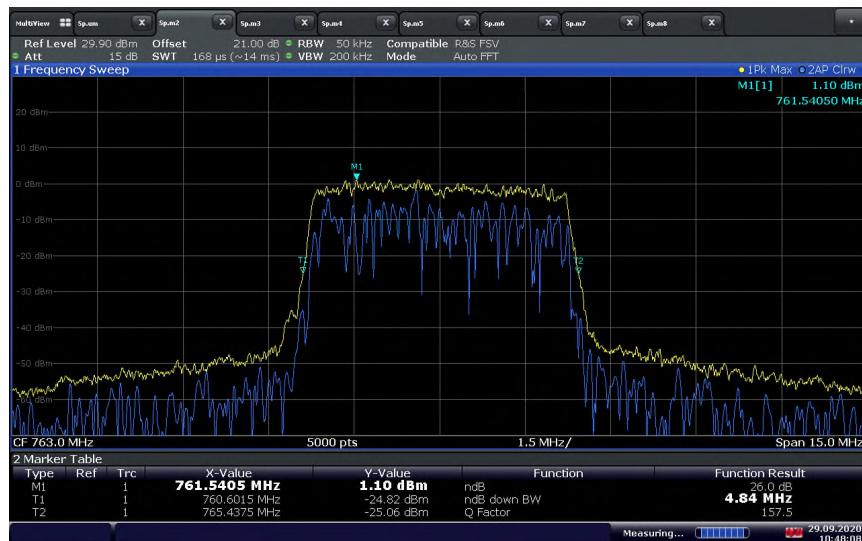 MultiView Sp.um X Sp.m2 X Sp.m3 X Sp.m4 X Sp.m5 X Sp.m6 X Sp.m7 X Sp.m8 X
Ref Level 29.90 dBm Offset 21.00 dB RBW 50 kHz Compatible R&S FSV
Att 15 dB SWT 168 µs (~14 ms) VBW 200 kHz Mode Auto FFT
1 Frequency Sweep 1Pk Max 2AP Clrw
M1[1] 1.10 dBm
761.54050 MHz
20 dBm
10 dBm
M1
0 dBm
-10 dBm
-20 dBm
T1 T2
-30 dBm
-40 dBm
-50 dBm
-60 dBm
CF 763.0 MHz 5000 pts 1.5 MHz/ Span 15.0 MHz
2 Marker Table
Type Ref Trc X-Value Y-Value Function Function Result
M1 1 761.5405 MHz 1.10 dBm ndB 26.0 dB
T1 1 760.6015 MHz -24.82 dBm ndB down BW 4.84 MHz
T2 1 765.4375 MHz -25.06 dBm Q Factor 157.5
Measuring... 29.09.2020
10:48:08